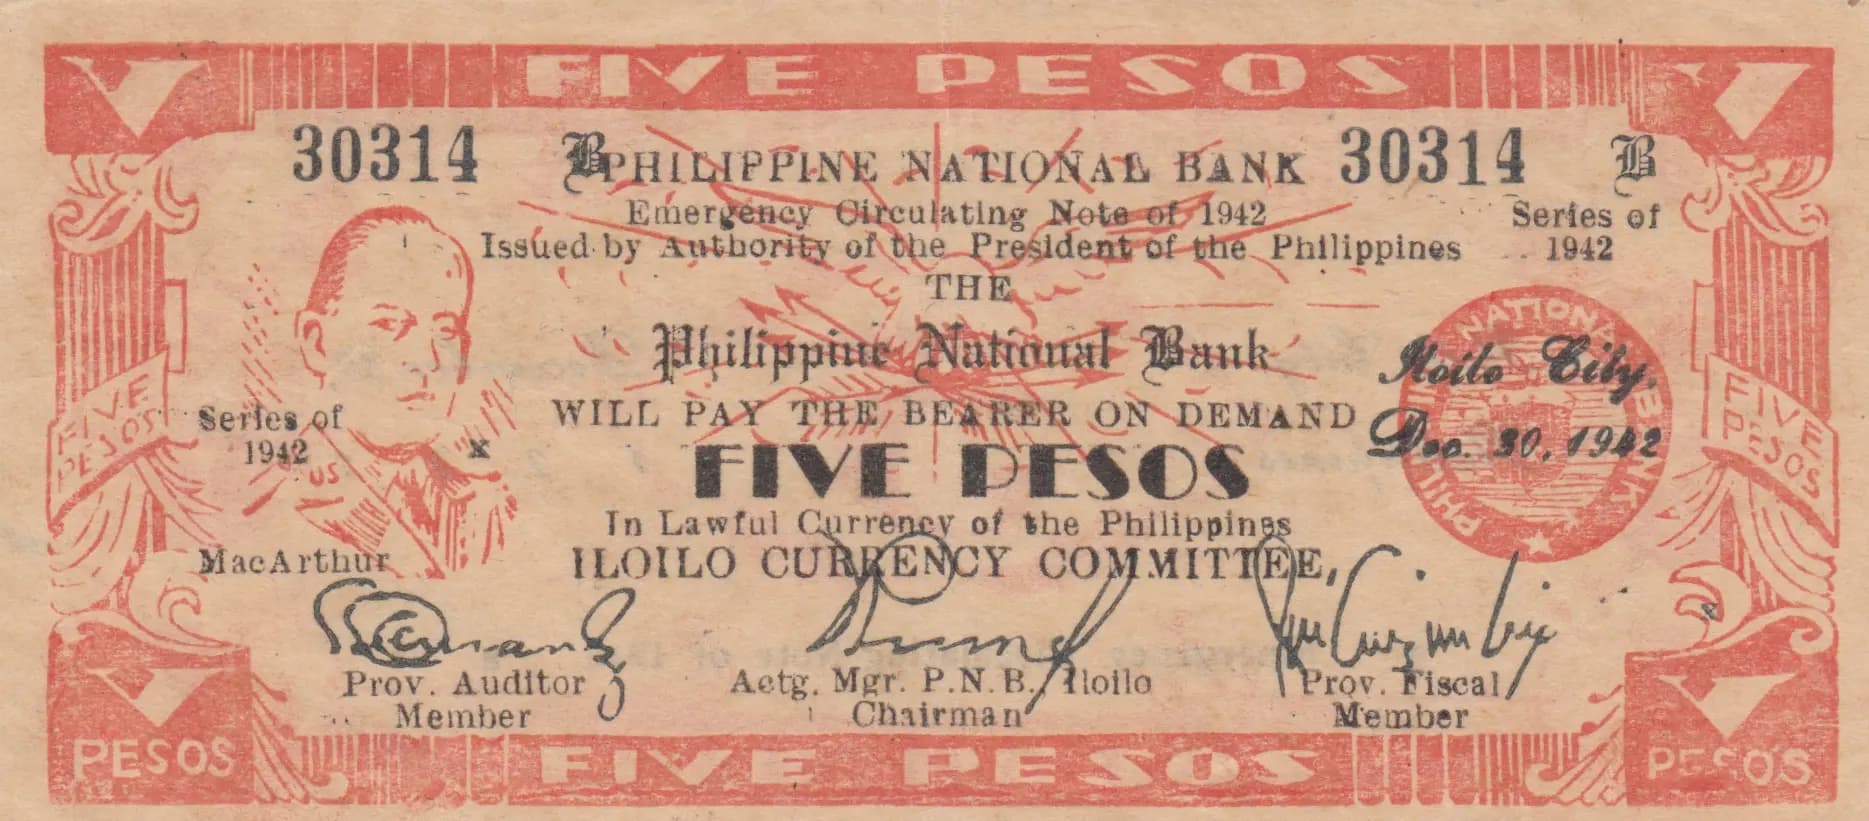 FIVE PESOS
30314 B PHILIPPINE NATIONAL BANK 30314 B
Emergency Circulating Note of 1942
Series of
1942
Issued by Authority of the President of the Philippines
THE
Philippine National Bank
NATIONAL BANK
Iloilo City,
Dec. 30, 1942
FIVE
PESOS
Series of
1942
x
US
WILL PAY THE BEARER ON DEMAND
FIVE PESOS
FIVE
PESOS
In Lawful Currency of the Philippines
MacArthur
ILOILO CURRENCY COMMITTEE,
Prov. Auditor
Member
Actg. Mgr. P.N.B., Iloilo
Chairman
Prov. Fiscal
Member
PESOS
FIVE PESOS
PESOS